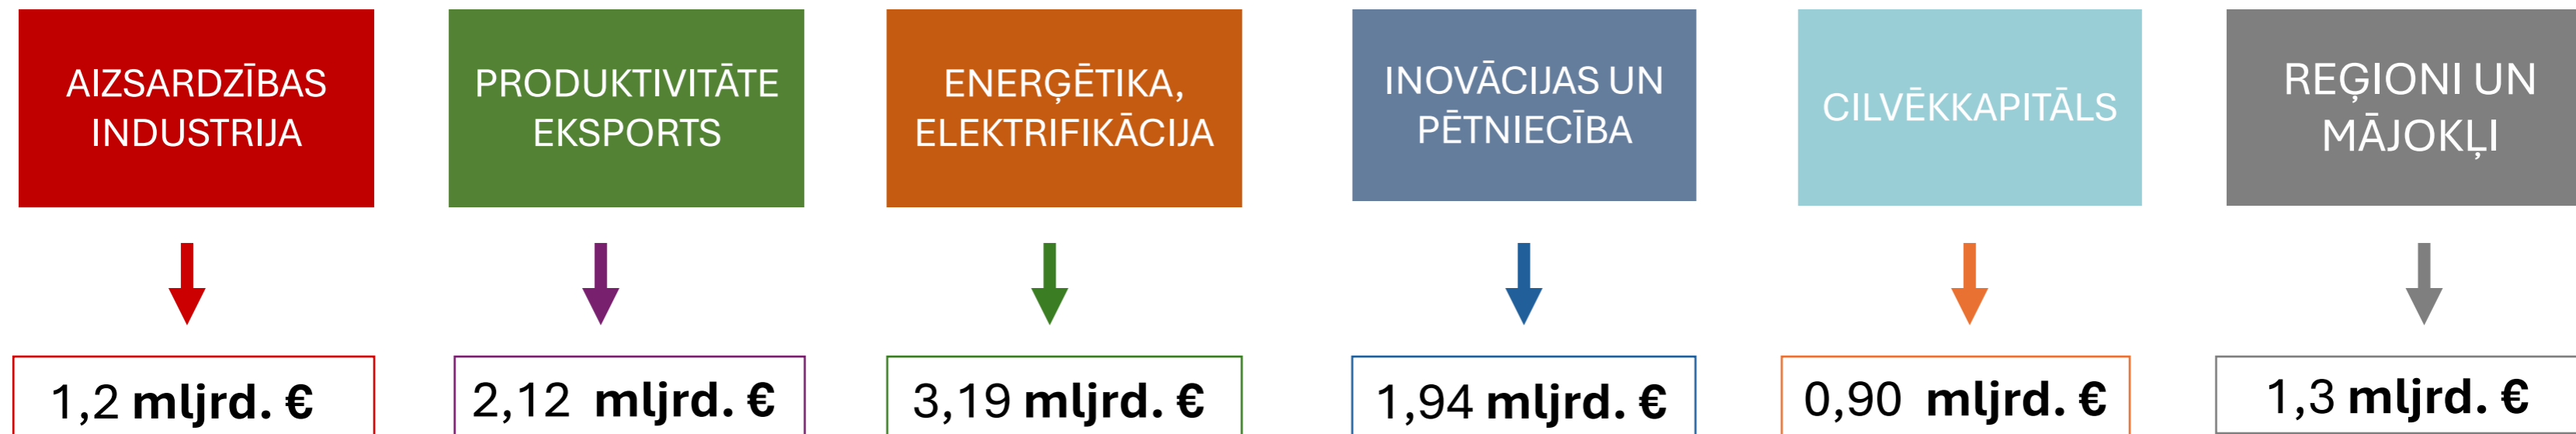 AIZSARDZĪBAS
INDUSTRIJA
PRODUKTIVITĀTE
EKSPORTS
ENERĢĒTIKA,
ELEKTRIFIKĀCIJA
INOVĀCIJAS UN
PĒTNIECĪBA
CILVĒKKAPITĀLS
REĢIONI UN
MĀJOKĻI
1,2 mljrd. €
2,12 mljrd. €
3,19 mljrd. €
1,94 mljrd. €
0,90 mljrd. €
1,3 mljrd. €